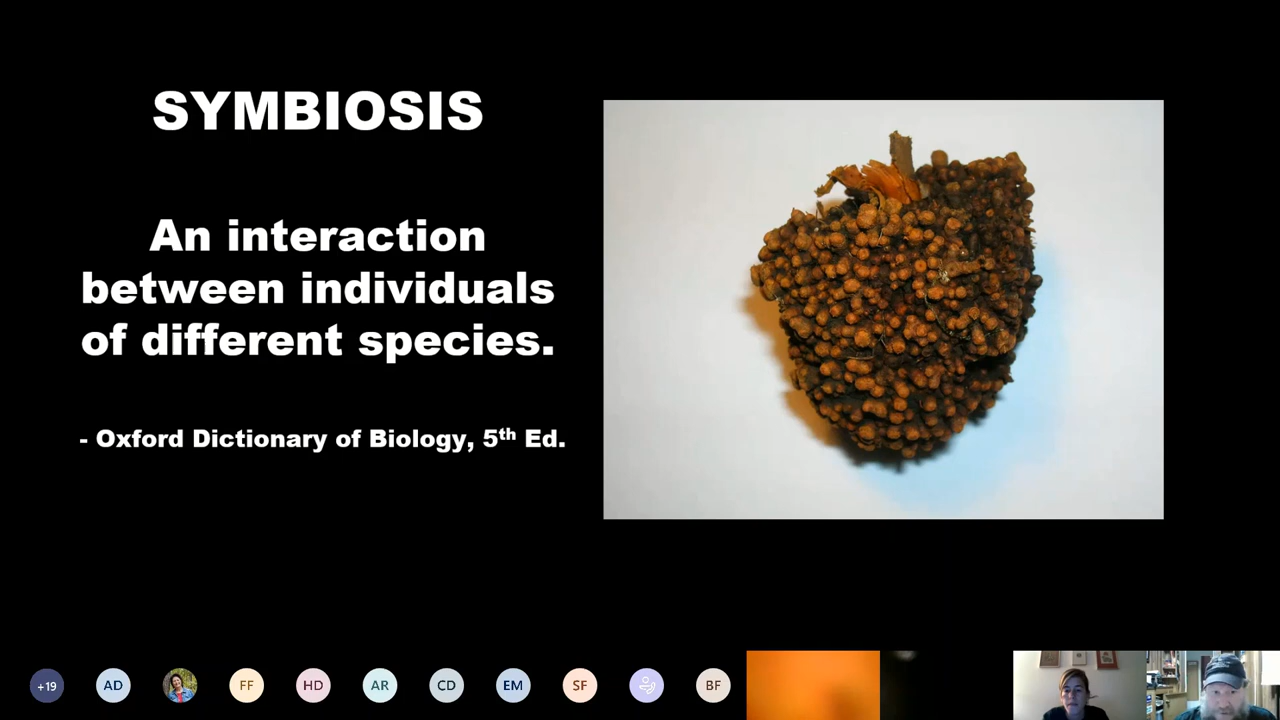 SYMBIOSIS
An interaction
between individuals
of different species.
- Oxford Dictionary of Biology, 5th Ed.
+19 AD FF HD AR CD EM SF BF